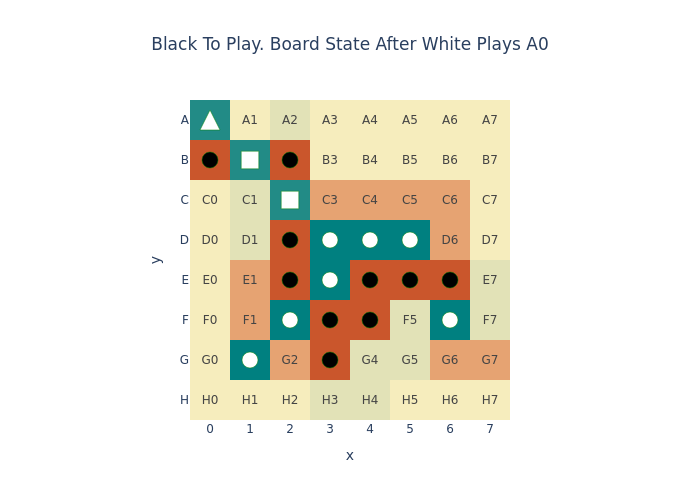 Black To Play. Board State After White Plays A0
A A1 A2 A3 A4 A5 A6 A7
B B3 B4 B5 B6 B7
C C0 C1 C3 C4 C5 C6 C7
D D0 D1 D6 D7
y
E E0 E1 E7
F F0 F1 F5 F7
G G0 G2 G4 G5 G6 G7
H H0 H1 H2 H3 H4 H5 H6 H7
0 1 2 3 4 5 6 7
x